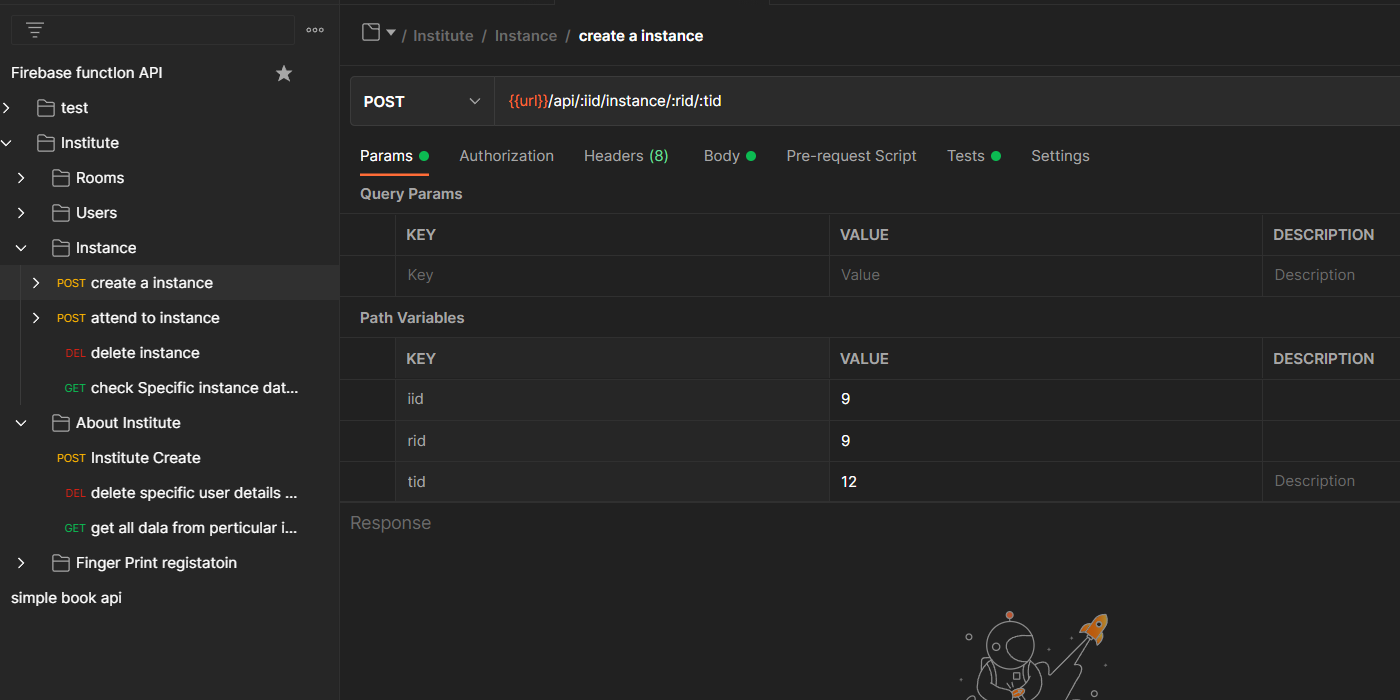 Firebase functIon API
test
Institute
Rooms
Users
Instance
POST create a instance
POST attend to instance
DEL delete instance
GET check Specific instance dat...
About Institute
POST Institute Create
DEL delete specific user details ...
GET get all dala from perticular i...
Finger Print registatoin
simple book api
/ Institute / Instance / create a instance
POST {{url}}/api/:iid/instance/:rid/:tid
Params Authorization Headers (8) Body Pre-request Script Tests Settings
Query Params
KEY VALUE DESCRIPTION
Key Value Description
Path Variables
KEY VALUE DESCRIPTION
iid 9
rid 9
tid 12 Description
Response